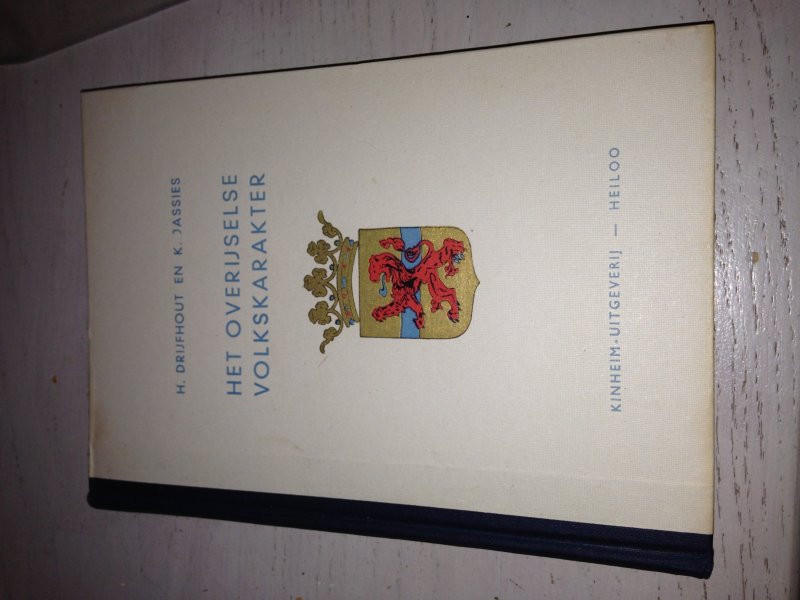 H. DRIJFHOUT EN K. JASSIES
HET OVERIJSELSE
VOLKSKARAKTER
KINHEIM-UITGEVERIJ — HEILOO